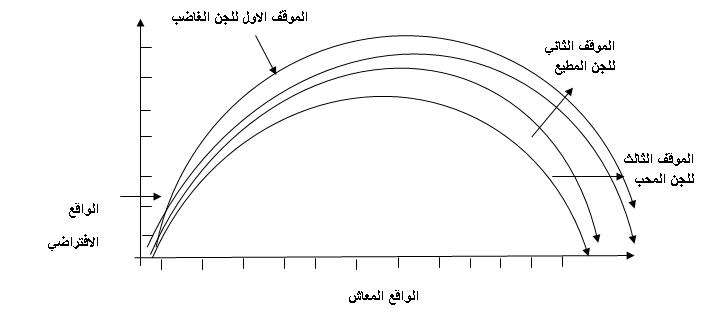 الموقف الاول للجن الغاضب
الموقف الثاني
للجن المطيع
الموقف الثالث
للجن المحب
الواقع
الافتراضي
الواقع المعاش